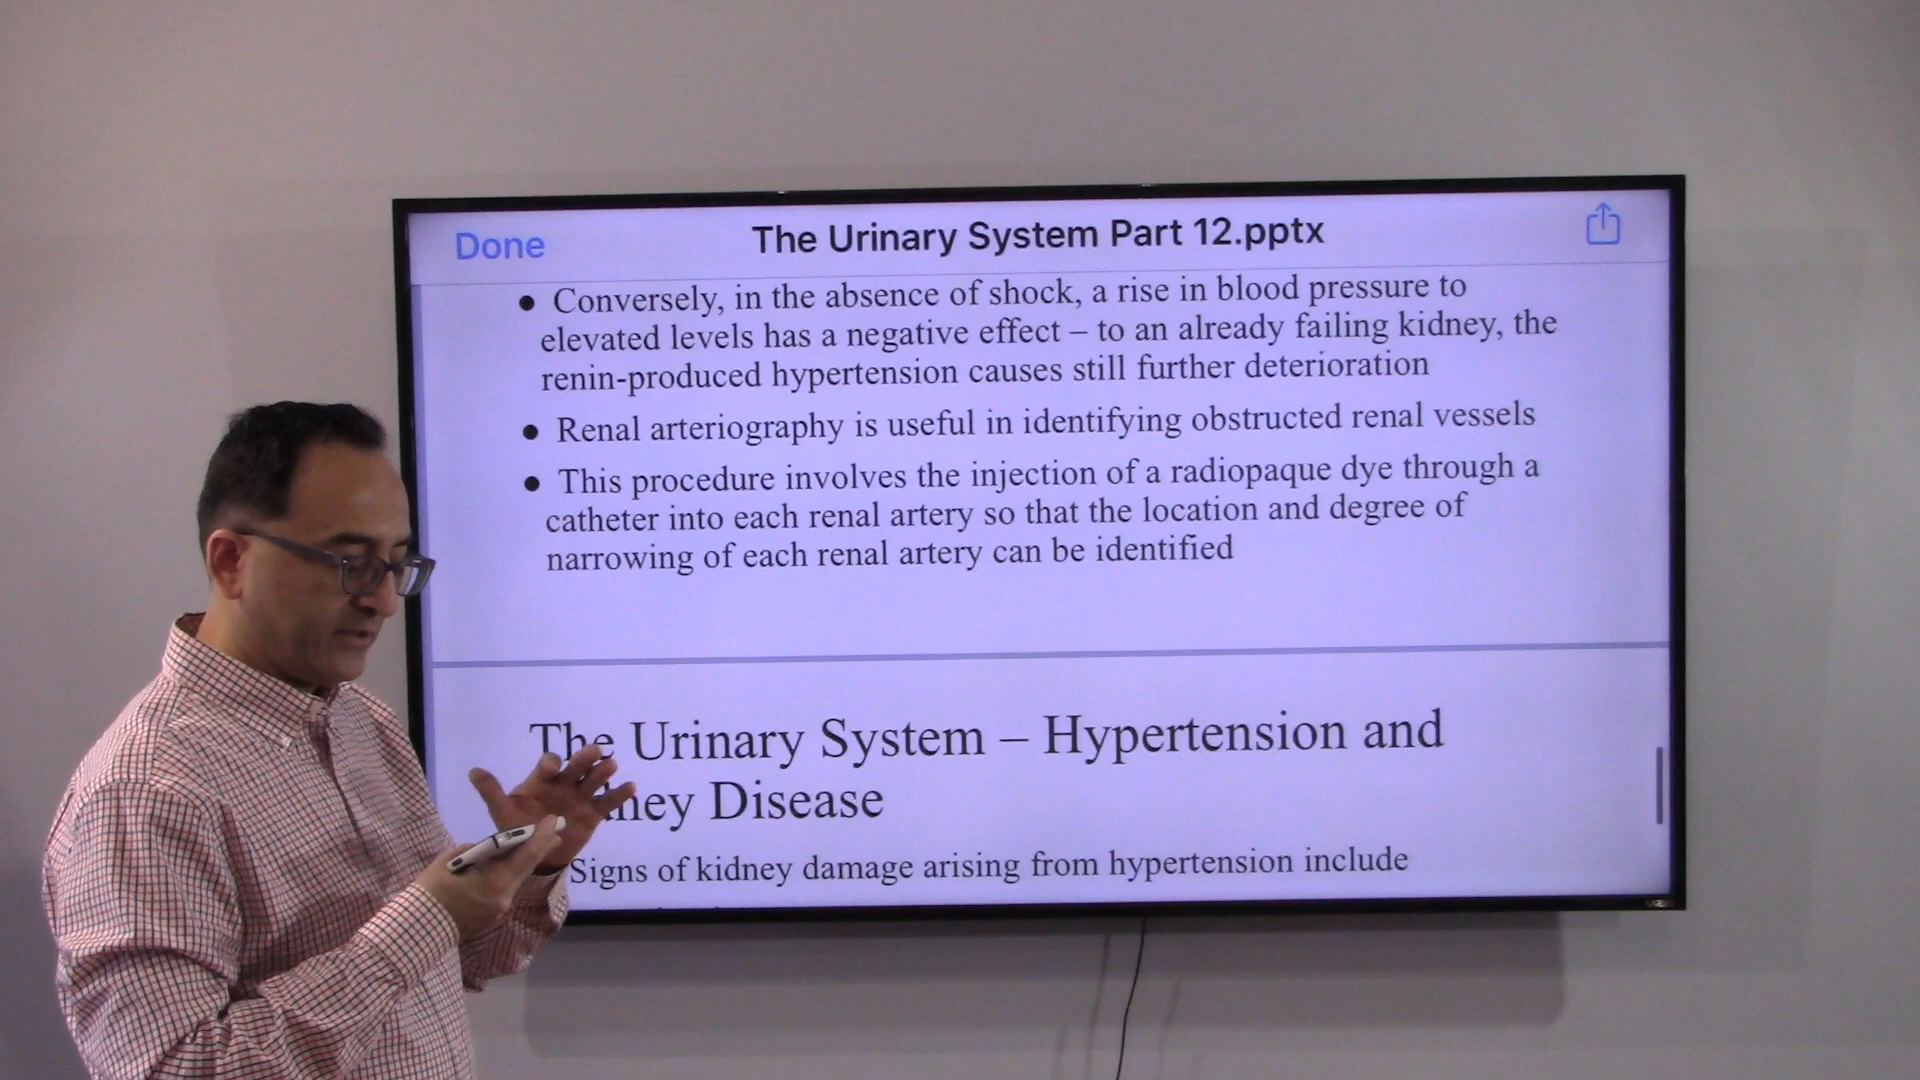 Done
The Urinary System Part 12.pptx
● Conversely, in the absence of shock, a rise in blood pressure to
elevated levels has a negative effect – to an already failing kidney, the
renin-produced hypertension causes still further deterioration
● Renal arteriography is useful in identifying obstructed renal vessels
● This procedure involves the injection of a radiopaque dye through a
catheter into each renal artery so that the location and degree of
narrowing of each renal artery can be identified
The Urinary System – Hypertension and
Disease
Signs of kidney damage arising from hypertension include